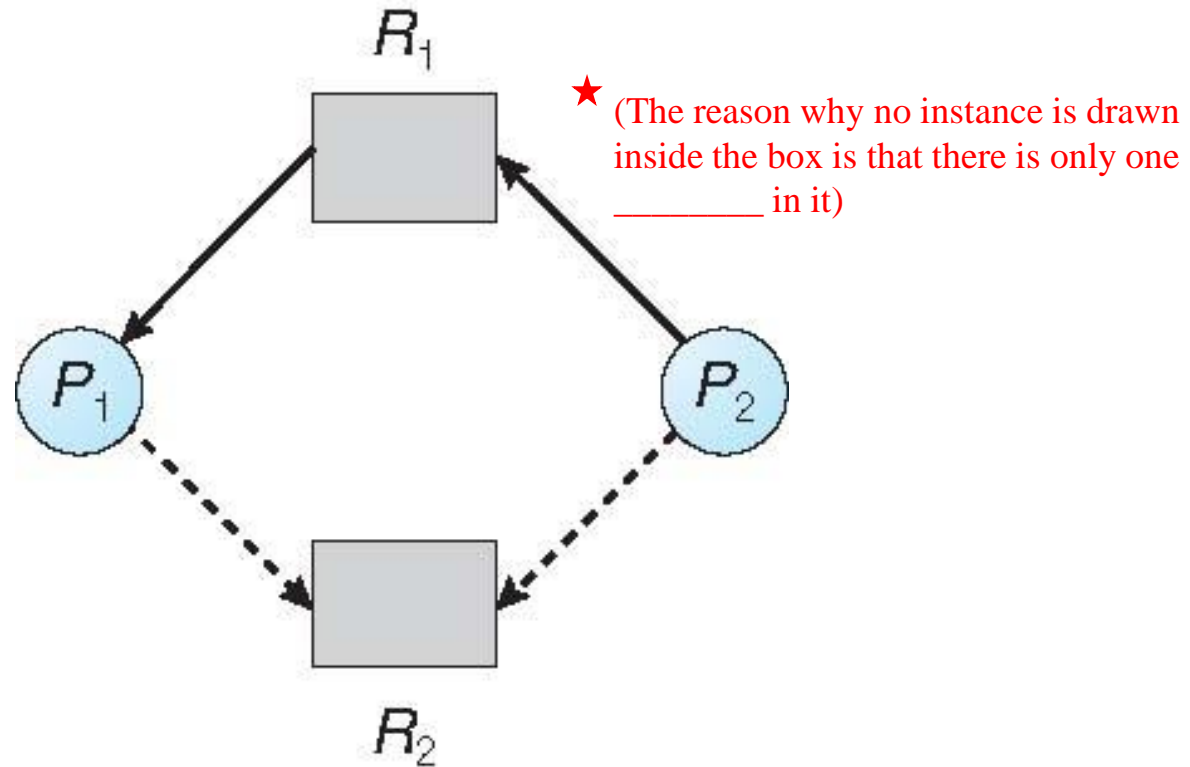 R1
★ (The reason why no instance is drawn
inside the box is that there is only one
________ in it)
P1
P2
R2